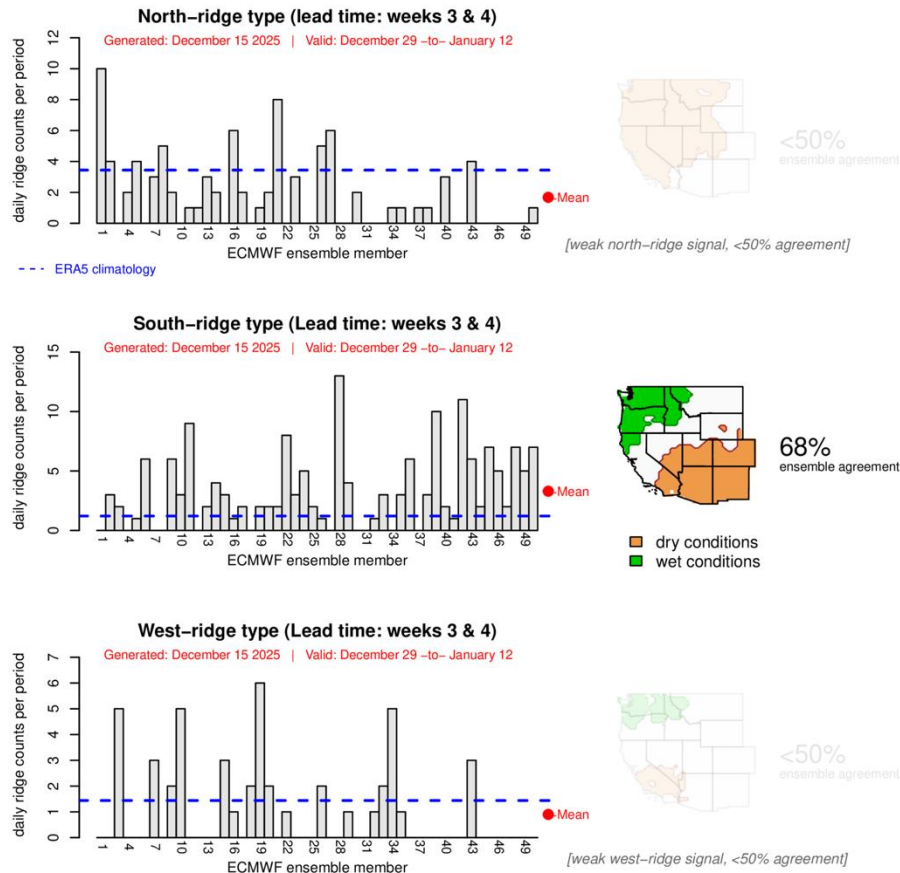 North−ridge type (lead time: weeks 3 & 4)
Generated: December 15 2025 | Valid: December 29 −to− January 12
daily ridge counts per period
0 2 4 6 8 10 12
1 4 7 10 13 16 19 22 25 28 31 34 37 40 43 46 49
ECMWF ensemble member
Mean
ERA5 climatology
<50%
ensemble agreement
[weak north−ridge signal, <50% agreement]
South−ridge type (Lead time: weeks 3 & 4)
Generated: December 15 2025 | Valid: December 29 −to− January 12
daily ridge counts per period
0 5 10 15
1 4 7 10 13 16 19 22 25 28 31 34 37 40 43 46 49
ECMWF ensemble member
Mean
68%
ensemble agreement
dry conditions
wet conditions
West−ridge type (Lead time: weeks 3 & 4)
Generated: December 15 2025 | Valid: December 29 −to− January 12
daily ridge counts per period
0 1 2 3 4 5 6 7
1 4 7 10 13 16 19 22 25 28 31 34 37 40 43 46 49
ECMWF ensemble member
Mean
<50%
ensemble agreement
[weak west−ridge signal, <50% agreement]